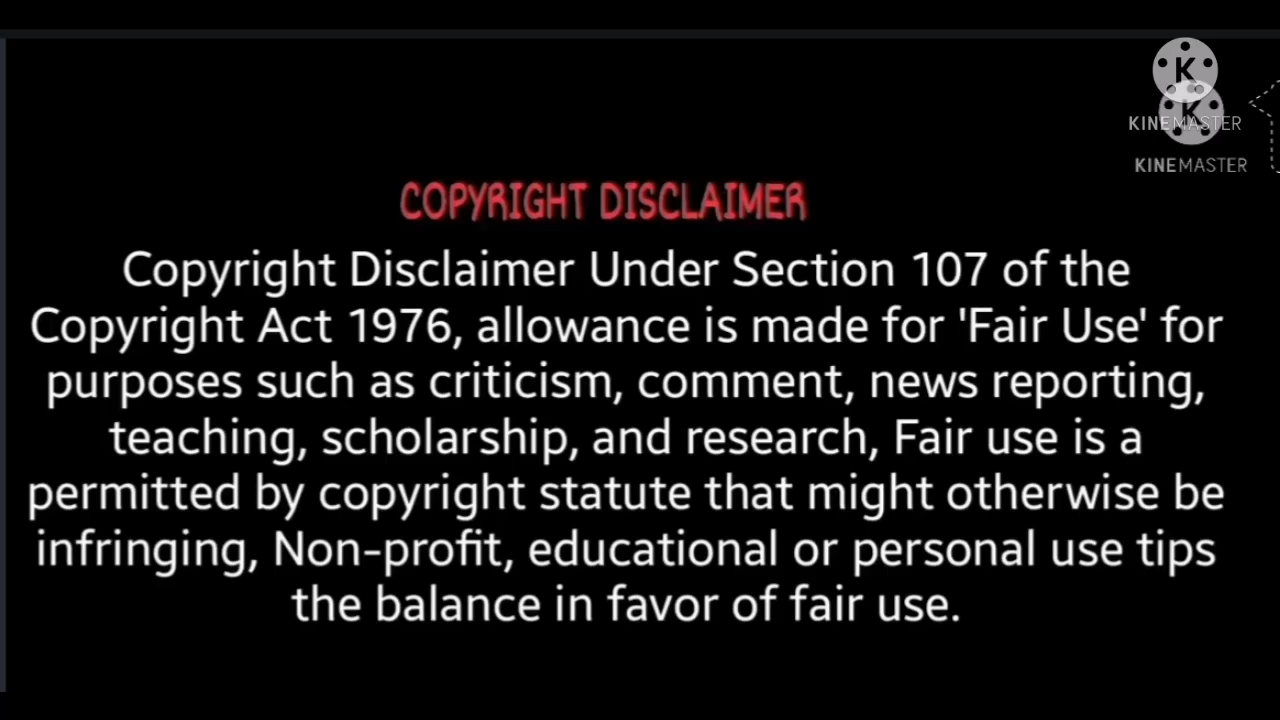 KINEMASTER
KINEMASTER
COPYRIGHT DISCLAIMER
Copyright Disclaimer Under Section 107 of the
Copyright Act 1976, allowance is made for 'Fair Use' for
purposes such as criticism, comment, news reporting,
teaching, scholarship, and research, Fair use is a
permitted by copyright statute that might otherwise be
infringing, Non-profit, educational or personal use tips
the balance in favor of fair use.